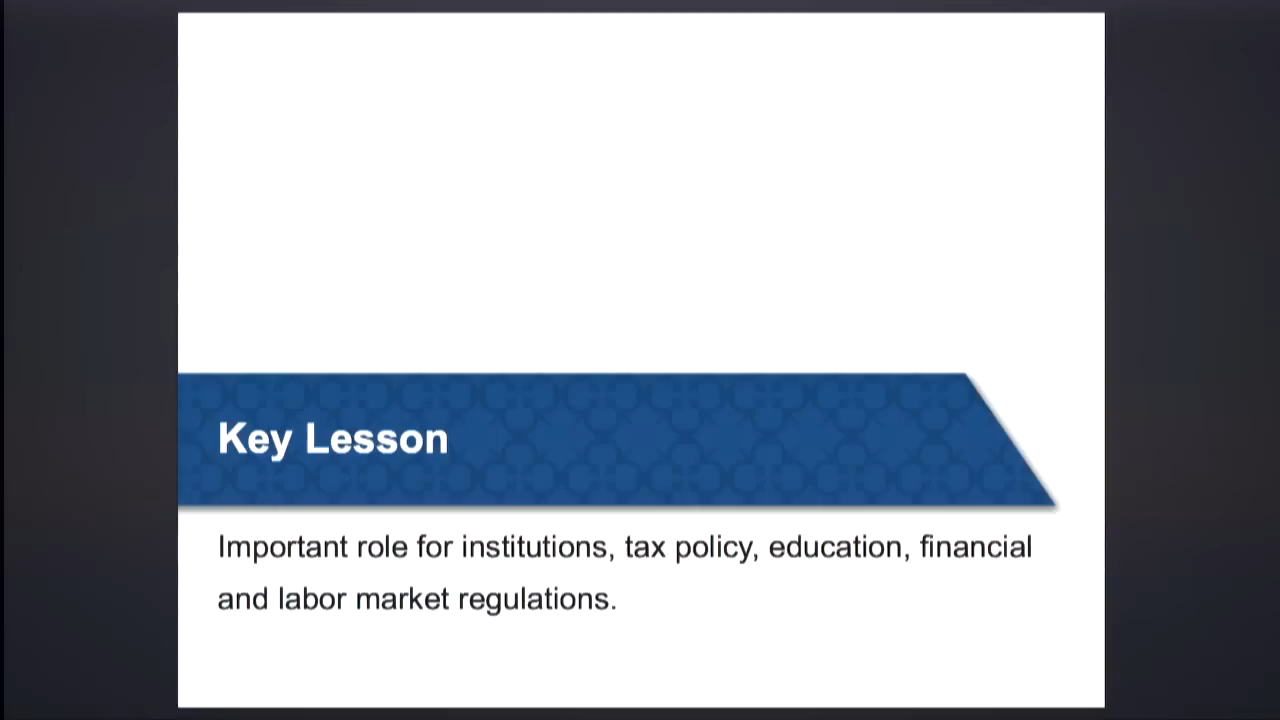 Key Lesson
Important role for institutions, tax policy, education, financial
and labor market regulations.